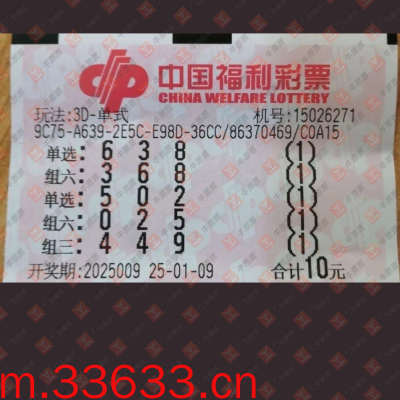 中国福利彩票
CHINA WELFARE LOTTERY
玩法:3D-单式 机号:15026271
9C75-A639-2E5C-E98D-36CC/86370469/C0A15
单选: 6 3 8 (1)
组六: 3 6 8 (1)
单选: 5 0 2 (1)
组六: 0 2 5 (1)
组三: 4 4 9 (1)
开奖期:2025009 25-01-09 合计10元
m.33633.cn